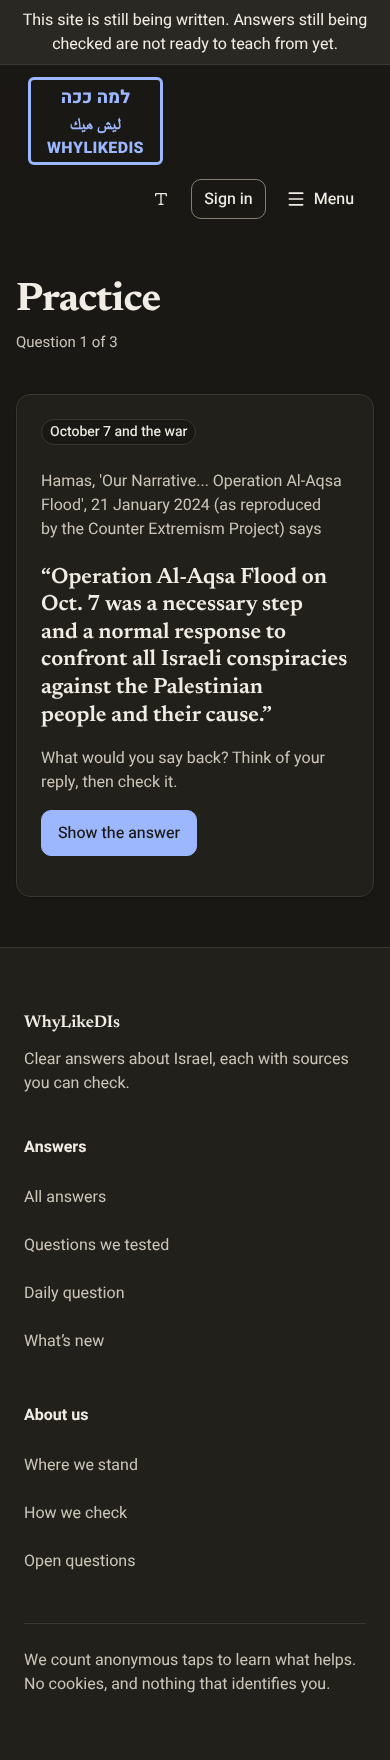 This site is still being written. Answers still being
checked are not ready to teach from yet.
למה ככה
ليش هيك
WHYLIKEDIS
T
Sign in
Menu
Practice
Question 1 of 3
October 7 and the war
Hamas, 'Our Narrative... Operation Al-Aqsa
Flood', 21 January 2024 (as reproduced
by the Counter Extremism Project) says
“Operation Al-Aqsa Flood on
Oct. 7 was a necessary step
and a normal response to
confront all Israeli conspiracies
against the Palestinian
people and their cause.”
What would you say back? Think of your
reply, then check it.
Show the answer
WhyLikeDIs
Clear answers about Israel, each with sources
you can check.
Answers
All answers
Questions we tested
Daily question
What’s new
About us
Where we stand
How we check
Open questions
We count anonymous taps to learn what helps.
No cookies, and nothing that identifies you.